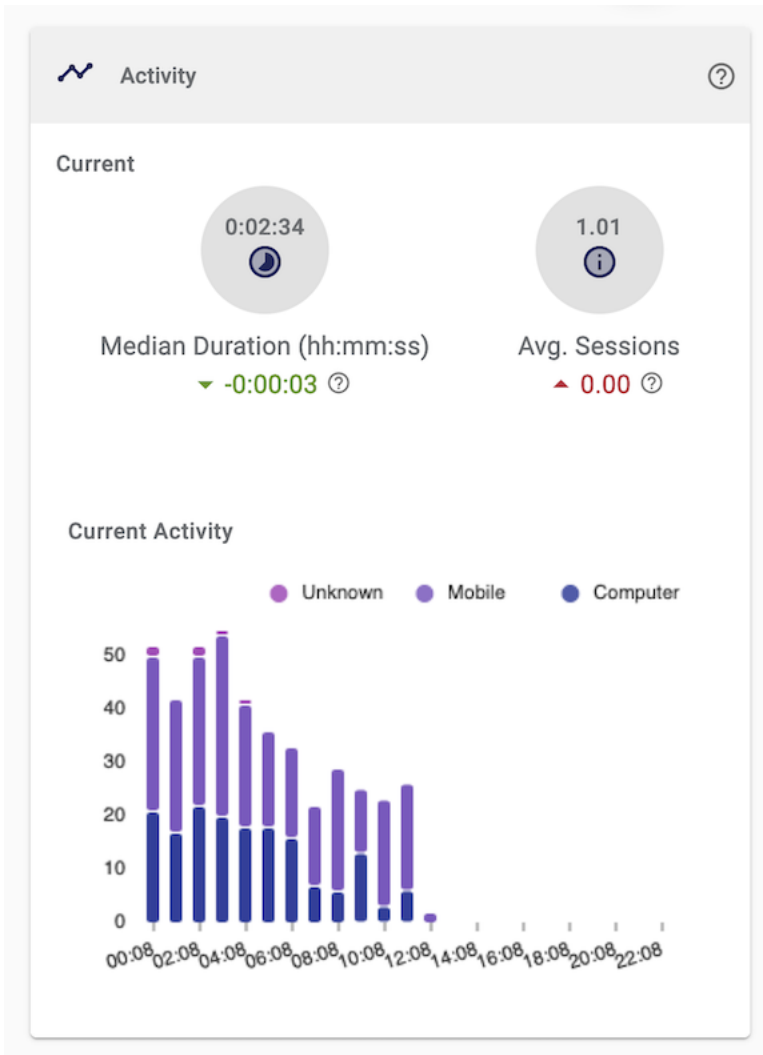 Activity
Current
0:02:34
1.01
Median Duration (hh:mm:ss)
Avg. Sessions
-0:00:03
0.00
Current Activity
Unknown Mobile Computer
50
40
30
20
10
0
00:08 02:08 04:08 06:08 08:08 10:08 12:08 14:08 16:08 18:08 20:08 22:08